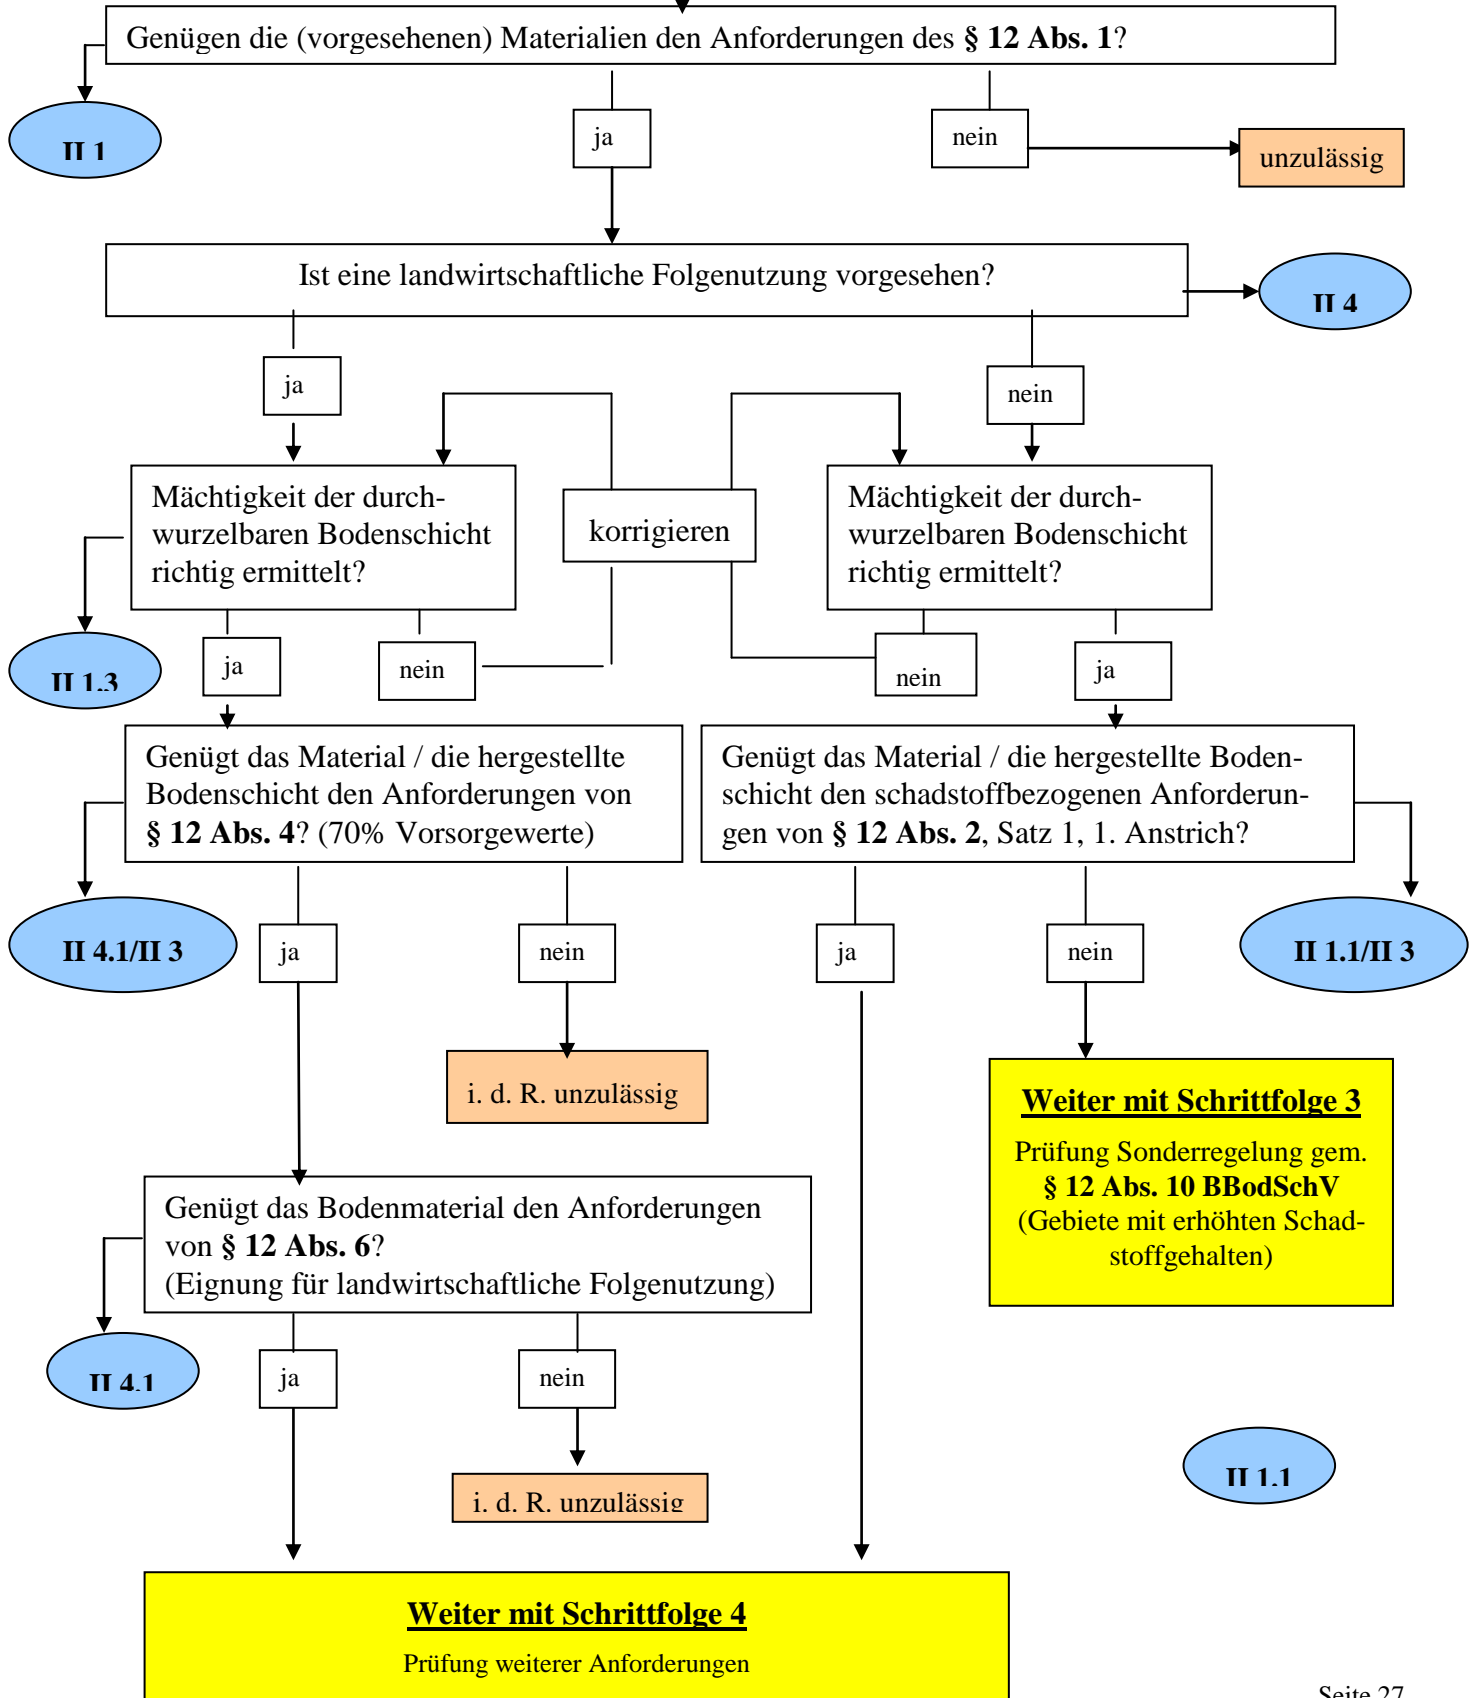 Genügen die (vorgesehenen) Materialien den Anforderungen des § 12 Abs. 1?
II 1
ja
nein
unzulässig
Ist eine landwirtschaftliche Folgenutzung vorgesehen?
II 4
ja
nein
Mächtigkeit der durch-
wurzelbaren Bodenschicht
richtig ermittelt?
korrigieren
Mächtigkeit der durch-
wurzelbaren Bodenschicht
richtig ermittelt?
II 1.3
ja
nein
nein
ja
Genügt das Material / die hergestellte
Bodenschicht den Anforderungen von
§ 12 Abs. 4? (70% Vorsorgewerte)
Genügt das Material / die hergestellte Boden-
schicht den schadstoffbezogenen Anforderun-
gen von § 12 Abs. 2, Satz 1, 1. Anstrich?
II 4.1/II 3
ja
nein
ja
nein
II 1.1/II 3
i. d. R. unzulässig
Weiter mit Schrittfolge 3
Prüfung Sonderregelung gem.
§ 12 Abs. 10 BBodSchV
(Gebiete mit erhöhten Schad-
stoffgehalten)
Genügt das Bodenmaterial den Anforderungen
von § 12 Abs. 6?
(Eignung für landwirtschaftliche Folgenutzung)
II 4.1
ja
nein
II 1.1
i. d. R. unzulässig
Weiter mit Schrittfolge 4
Prüfung weiterer Anforderungen
Seite 27